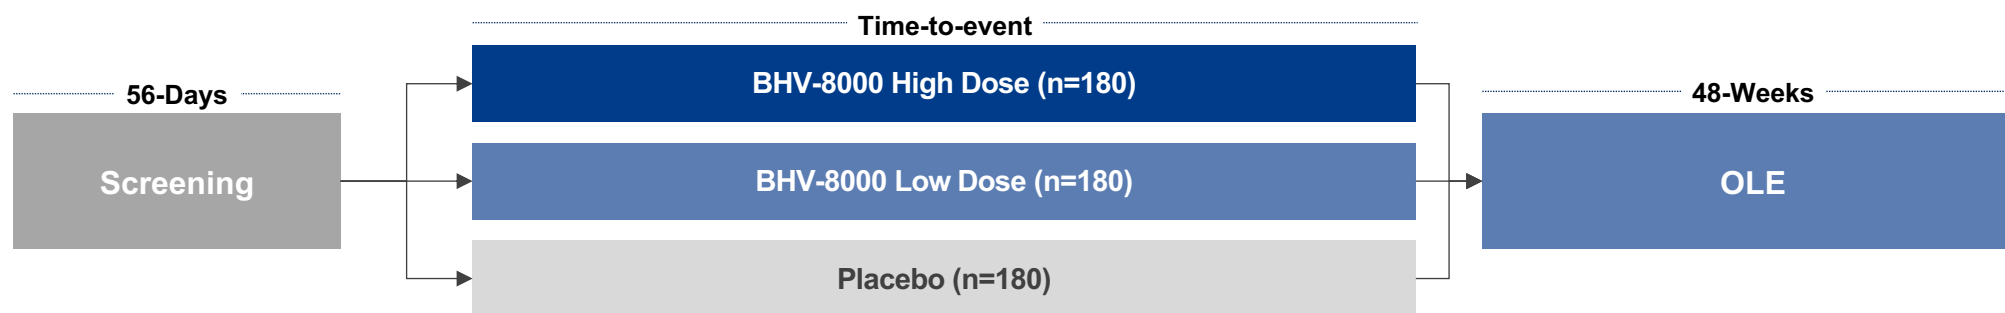 Time-to-event
56-Days
BHV-8000 High Dose (n=180)
48-Weeks
Screening
BHV-8000 Low Dose (n=180)
OLE
Placebo (n=180)